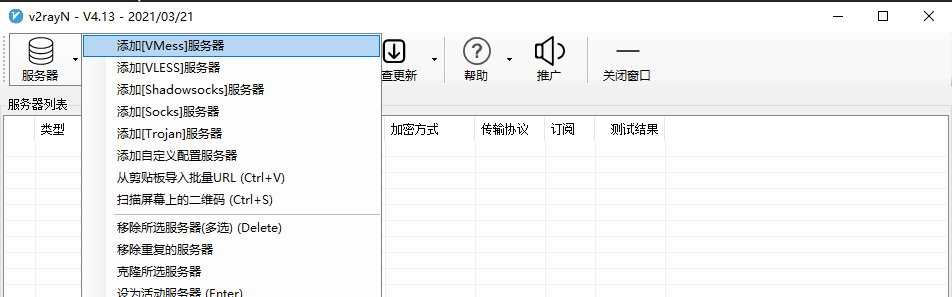 v2rayN - V4.13 - 2021/03/21
服务器
查更新
帮助
推广
关闭窗口
添加[VMess]服务器
添加[VLESS]服务器
添加[Shadowsocks]服务器
添加[Socks]服务器
添加[Trojan]服务器
添加自定义配置服务器
从剪贴板导入批量URL (Ctrl+V)
扫描屏幕上的二维码 (Ctrl+S)
移除所选服务器(多选) (Delete)
移除重复的服务器
克隆所选服务器
设为活动服务器 (Enter)
服务器列表
类型
加密方式
传输协议
订阅
测试结果